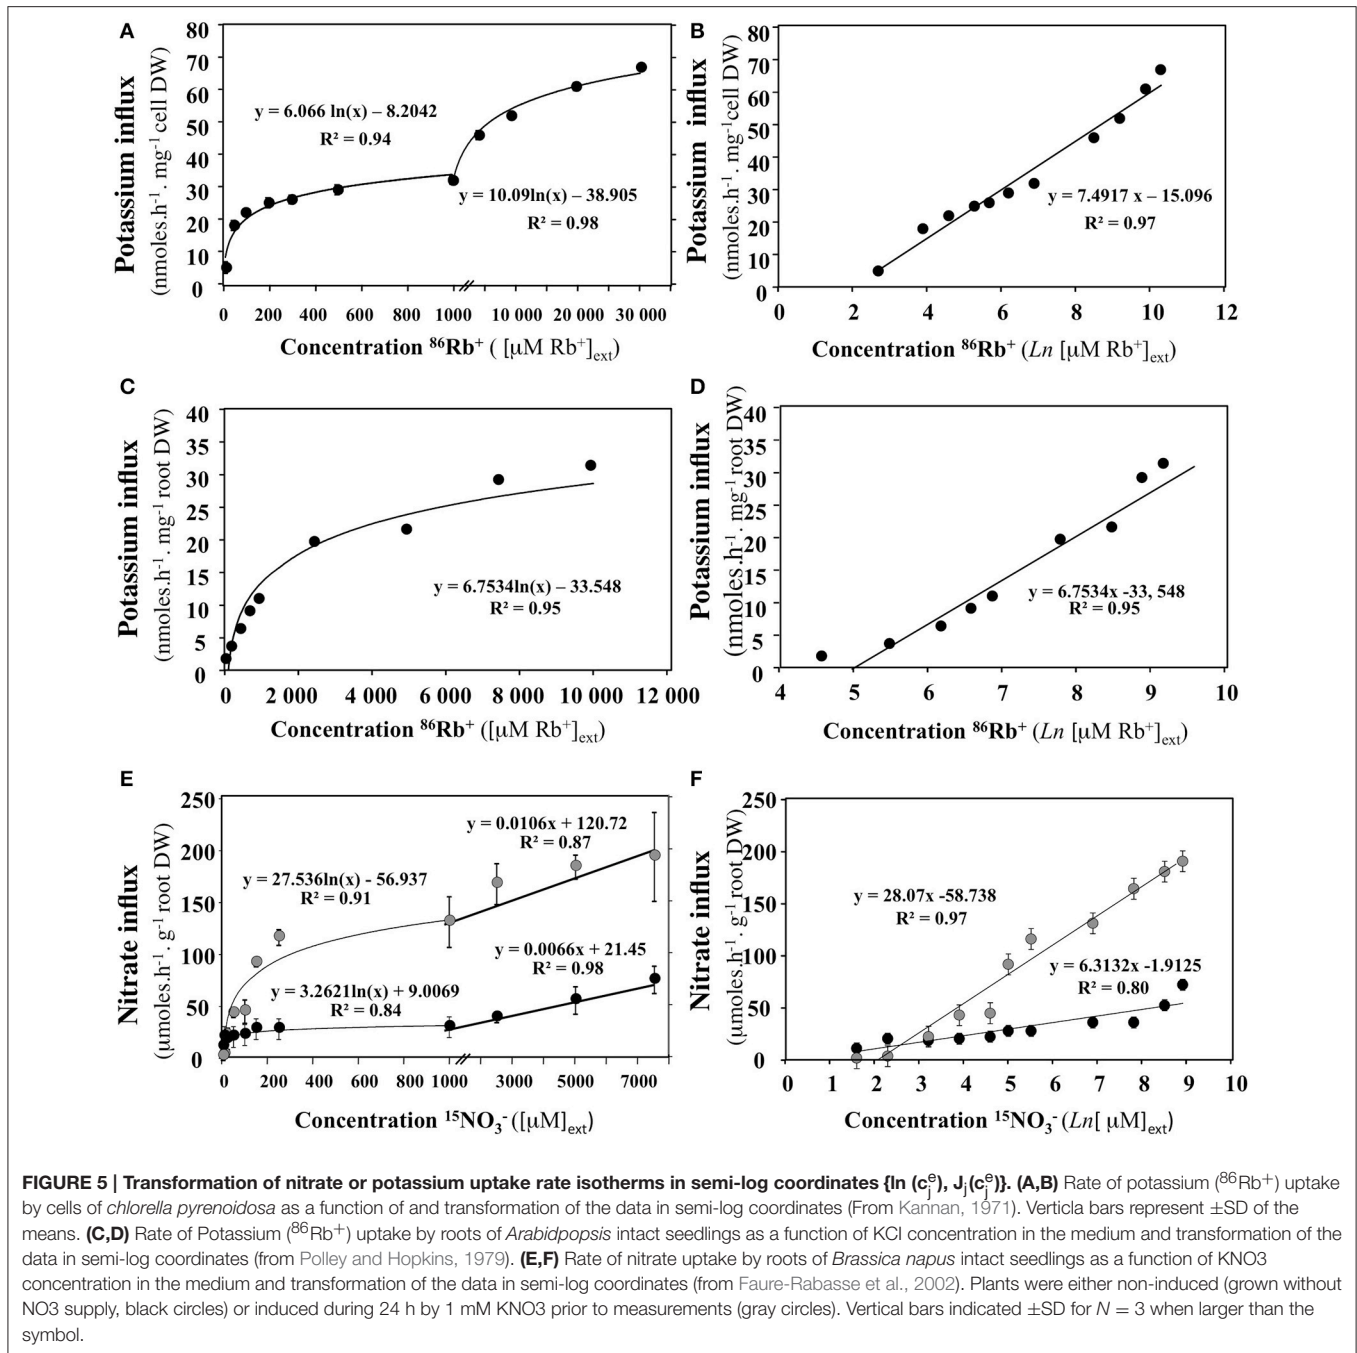 A
Potassium influx
(nmoles.h⁻¹. mg⁻¹cell DW)
80
70
60
50
40
30
20
10
0
y = 6.066 ln(x) – 8.2042
R² = 0.94
y = 10.09ln(x) – 38.905
R² = 0.98
0 200 400 600 800 1000 10 000 20 000 30 000
Concentration ⁸⁶Rb⁺ ( [μM Rb⁺]ext)
B
Potassium influx
(nmoles.h⁻¹. mg⁻¹cell DW)
80
70
60
50
40
30
20
10
0
y = 7.4917 x – 15.096
R² = 0.97
0 2 4 6 8 10 12
Concentration ⁸⁶Rb⁺ (Ln [μM Rb⁺]ext)
C
Potassium influx
(nmoles.h⁻¹. mg⁻¹ root DW)
40
35
30
25
20
15
10
5
0
y = 6.7534ln(x) – 33.548
R² = 0.95
0 2 000 4 000 6 000 8 000 10 000 12 000
Concentration ⁸⁶Rb⁺ ([μM Rb⁺]ext)
D
Potassium influx
(nmoles.h⁻¹. mg⁻¹ root DW)
40
35
30
25
20
15
10
5
0
y = 6.7534x -33, 548
R² = 0.95
4 5 6 7 8 9 10
Concentration ⁸⁶Rb⁺ (Ln [μM Rb⁺]ext)
E
Nitrate influx
(μmoles.h⁻¹. g⁻¹ root DW)
250
200
150
100
50
0
y = 0.0106x + 120.72
R² = 0.87
y = 27.536ln(x) - 56.937
R² = 0.91
y = 0.0066x + 21.45
R² = 0.98
y = 3.2621ln(x) + 9.0069
R² = 0.84
0 200 400 600 800 1000 3000 5000 7000
Concentration ¹⁵NO₃⁻ ([μM]ext)
F
Nitrate influx
(μmoles.h⁻¹. g⁻¹ root DW)
250
200
150
100
50
0
y = 28.07x -58.738
R² = 0.97
y = 6.3132x -1.9125
R² = 0.80
0 1 2 3 4 5 6 7 8 9 10
Concentration ¹⁵NO₃⁻ (Ln[ μM]ext)
FIGURE 5 | Transformation of nitrate or potassium uptake rate isotherms in semi-log coordinates {ln (cⱼᵉ), Jⱼ(cⱼᵉ)}. (A,B) Rate of potassium (⁸⁶Rb+) uptake
by cells of chlorella pyrenoidosa as a function of and transformation of the data in semi-log coordinates (From Kannan, 1971). Verticla bars represent ±SD of the
means. (C,D) Rate of Potassium (⁸⁶Rb+) uptake by roots of Arabidpopsis intact seedlings as a function of KCl concentration in the medium and transformation of the
data in semi-log coordinates (from Polley and Hopkins, 1979). (E,F) Rate of nitrate uptake by roots of Brassica napus intact seedlings as a function of KNO3
concentration in the medium and transformation of the data in semi-log coordinates (from Faure-Rabasse et al., 2002). Plants were either non-induced (grown without
NO3 supply, black circles) or induced during 24 h by 1 mM KNO3 prior to measurements (gray circles). Vertical bars indicated ±SD for N = 3 when larger than the
symbol.